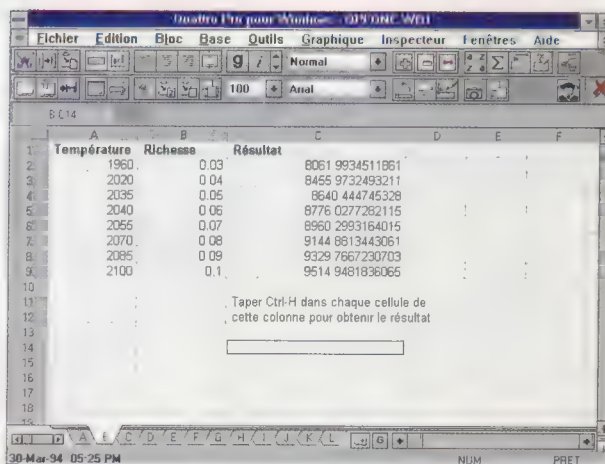 Quattro Pro pour Windows - OPFONC.WB1
Fichier Edition Bloc Base Outils Graphique Inspecteur Fenêtres Aide
g i Normal
100 Arial
B:C14
A B C D E F
1 Température Richesse Résultat
2 1960 0.03 8061 9934511861
3 2020 0 04 8455 9732493211
4 2035 0.05 8640 444745328
5 2040 0 06 8776 0277282115
6 2055 0.07 8960 2993164015
7 2070 0 08 9144 8813443061
8 2085 0 09 9329 7667230703
9 2100 0.1 9514 9481836065
10
11 Taper Ctrl-H dans chaque cellule de
12 cette colonne pour obtenir le résultat
13
14
15
16
17
18
A B C D E F G H I J K L G
30-Mar-94 05:25 PM NUM PRET